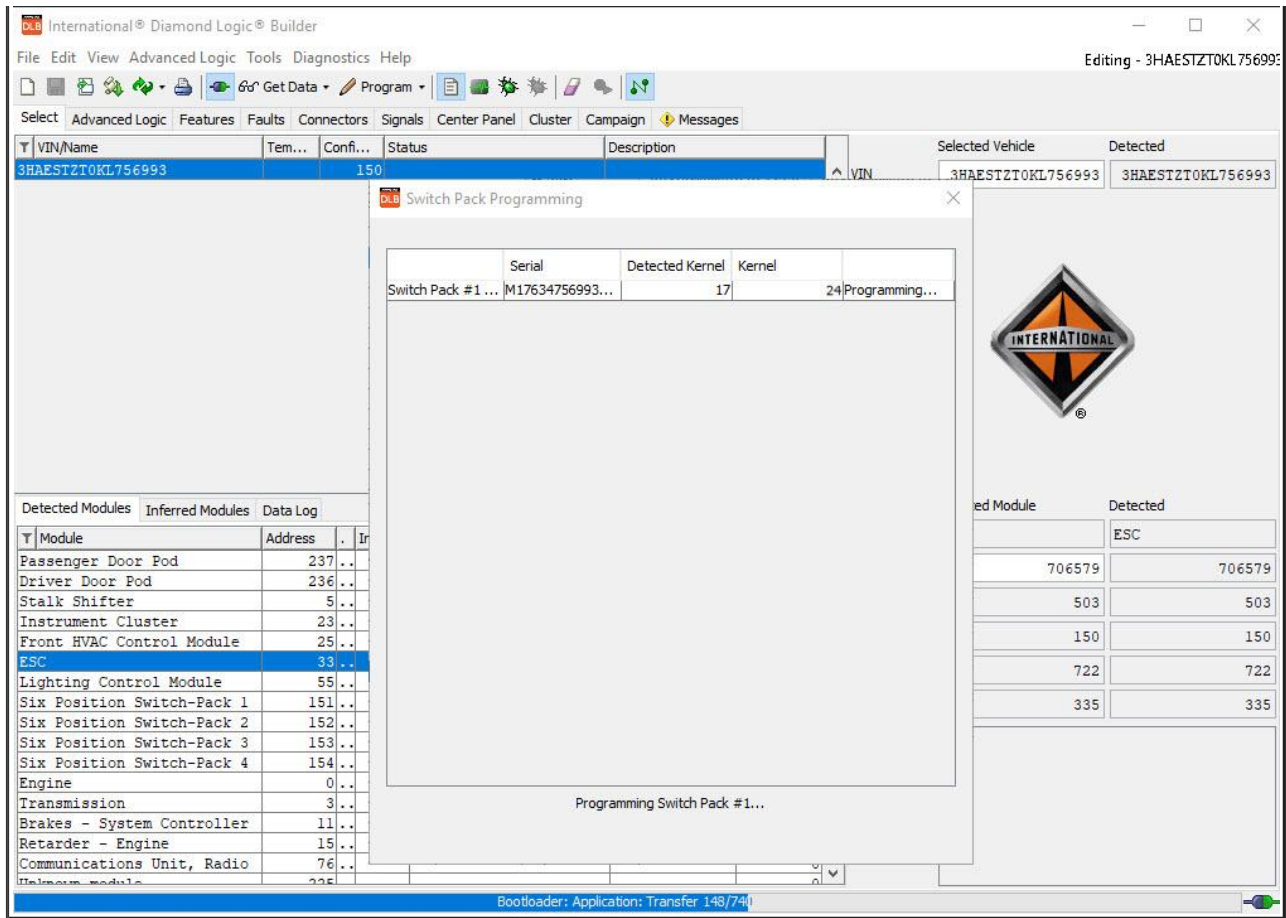 International® Diamond Logic® Builder
File Edit View Advanced Logic Tools Diagnostics Help
Editing - 3HAESTZT0KL756993
Get Data Program
Select Advanced Logic Features Faults Connectors Signals Center Panel Cluster Campaign Messages
VIN/Name Tem... Confi... Status Description
Selected Vehicle Detected
3HAESTZT0KL756993 150
VIN 3HAESTZT0KL756993 3HAESTZT0KL756993
DLB Switch Pack Programming
Serial Detected Kernel Kernel
Switch Pack #1 ... M17634756993... 17 24 Programming...
INTERNATIONAL
®
Detected Modules Inferred Modules Data Log
ed Module Detected
Module Address . Ir
ESC
Passenger Door Pod 237 ..
706579 706579
Driver Door Pod 236 ..
Stalk Shifter 5 ..
503 503
Instrument Cluster 23 ..
Front HVAC Control Module 25 ..
150 150
ESC 33 ..
722 722
Lighting Control Module 55 ..
Six Position Switch-Pack 1 151 ..
335 335
Six Position Switch-Pack 2 152 ..
Six Position Switch-Pack 3 153 ..
Six Position Switch-Pack 4 154 ..
Engine 0 ..
Transmission 3 ..
Programming Switch Pack #1...
Brakes - System Controller 11 ..
Retarder - Engine 15 ..
Communications Unit, Radio 76 ..
Bootloader: Application: Transfer 148/740